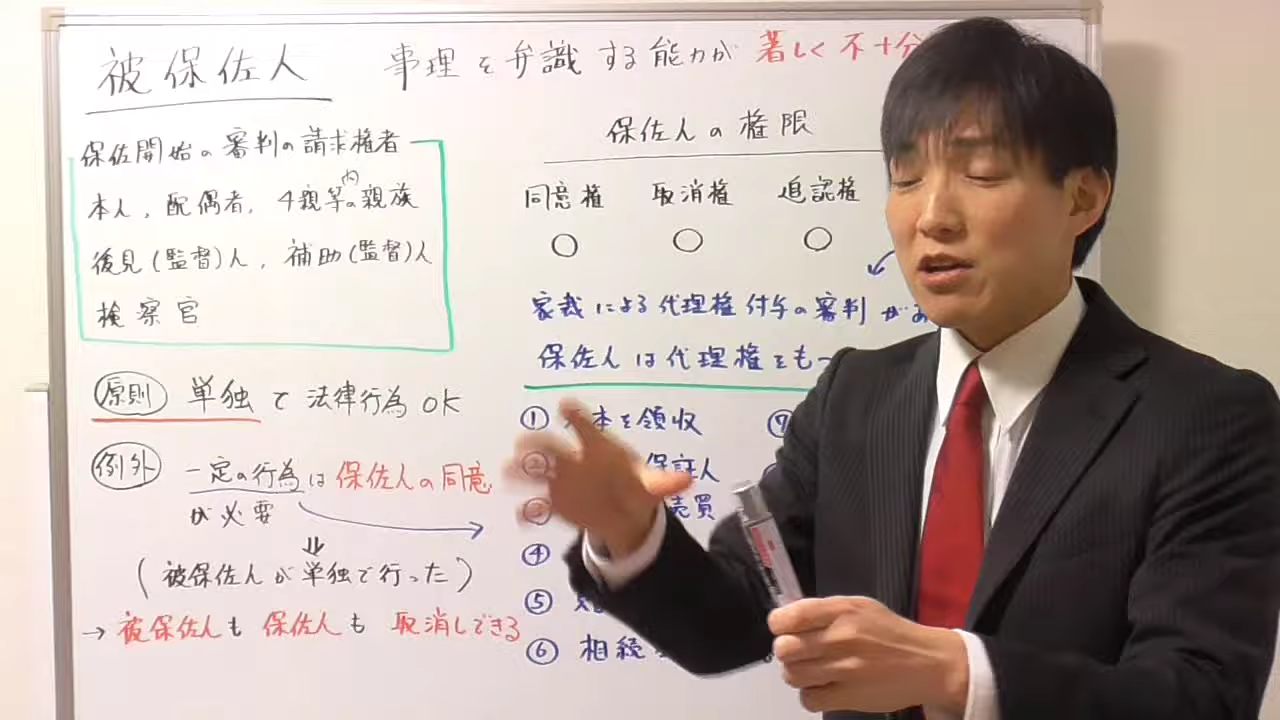 被保佐人 事理を弁識する能力が 著しく不十分
保佐開始の審判の請求権者
本人, 配偶者, 4親等内の親族
後見(監督)人, 補助(監督)人
検察官
原則 単独で法律行為OK
例外 一定の行為は保佐人の同意
が必要
⇓
(被保佐人が単独で行った)
→ 被保佐人も 保佐人も 取消しできる
保佐人の権限
同意権 取消権 追認権
○ ○ ○
家裁による代理権付与の審判があ
保佐人は代理権をもつ
① 本を領収 ⑦
② 保証人
③ 売買
④
⑤
⑥ 相続